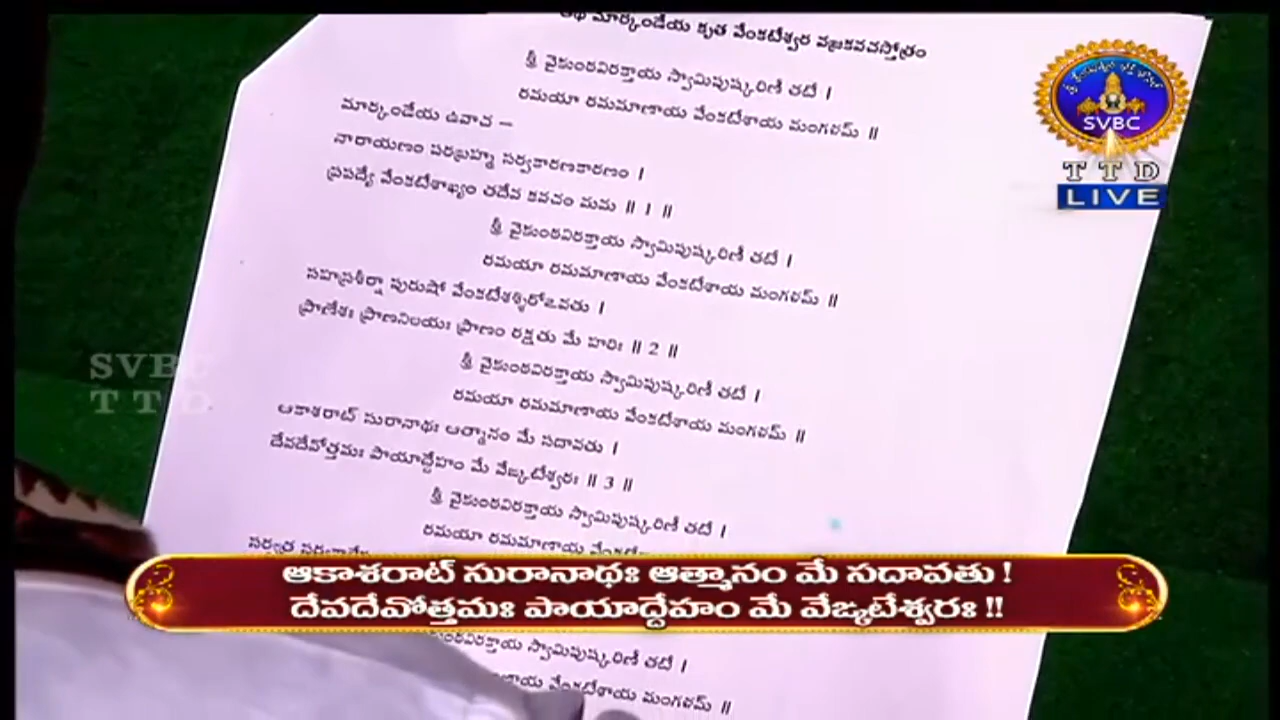 అథ మార్కండేయ కృత వేంకటేశ్వర వజ్రకవచస్తోత్రం
శ్రీ వైకుంఠవిరక్తాయ స్వామిపుష్కరిణీ తటే |
రమయా రమమాణాయ వేంకటేశాయ మంగళమ్ ||
మార్కండేయ ఉవాచ –
నారాయణం పరబ్రహ్మ సర్వకారణకారణం |
ప్రపద్యే వేంకటేశాఖ్యం తదేవ కవచం మమ || 1 ||
శ్రీ వైకుంఠవిరక్తాయ స్వామిపుష్కరిణీ తటే |
రమయా రమమాణాయ వేంకటేశాయ మంగళమ్ ||
సహస్రశీర్షా పురుషో వేంకటేశశ్శిరోఽవతు |
ప్రాణేశః ప్రాణనిలయః ప్రాణం రక్షతు మే హరిః || 2 ||
శ్రీ వైకుంఠవిరక్తాయ స్వామిపుష్కరిణీ తటే |
రమయా రమమాణాయ వేంకటేశాయ మంగళమ్ ||
ఆకాశరాట్ సురానాథః ఆత్మానం మే సదావతు |
దేవదేవోత్తమః పాయాద్దేహం మే వేఙ్కటేశ్వరః || 3 ||
శ్రీ వైకుంఠవిరక్తాయ స్వామిపుష్కరిణీ తటే |
రమయా రమమాణాయ
సర్వత్ర
ఆకాశరాట్ సురానాథః ఆత్మానం మే సదావతు !
దేవదేవోత్తమః పాయాద్దేహం మే వేఙ్కటేశ్వరః !!
స్వామిపుష్కరిణీ తటే |
వేంకటేశాయ మంగళమ్ ||
SVBC
TTD
LIVE
SVBC
TTD